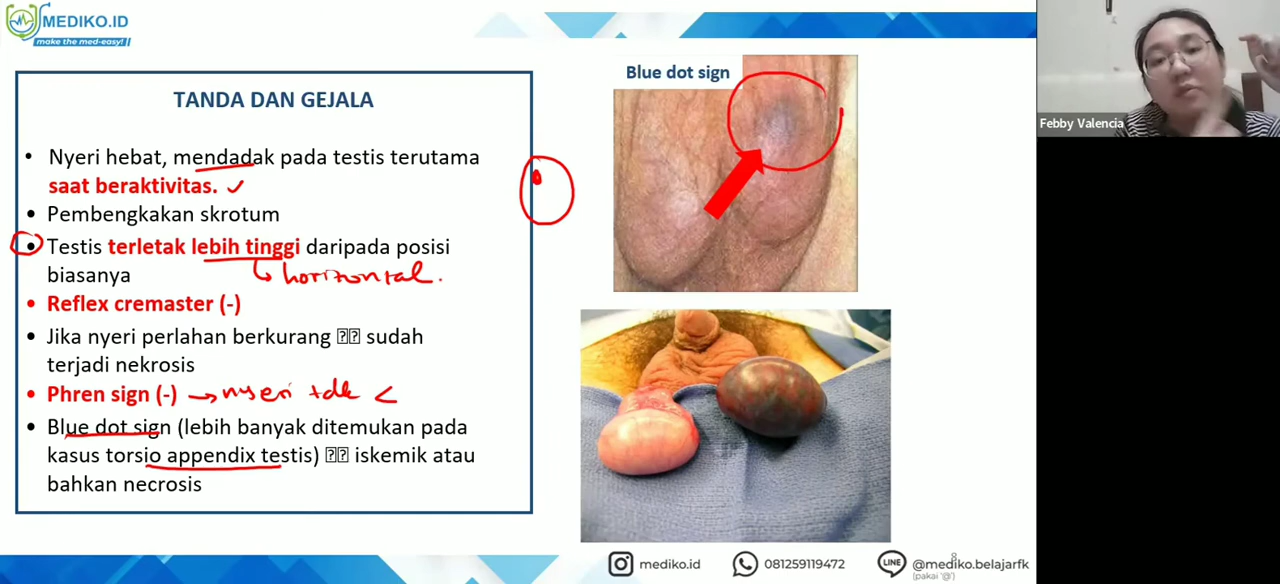 MEDIKO.ID
make the med-easy!
TANDA DAN GEJALA
• Nyeri hebat, mendadak pada testis terutama
saat beraktivitas.
• Pembengkakan skrotum
• Testis terletak lebih tinggi daripada posisi
biasanya
horizontal.
• Reflex cremaster (-)
• Jika nyeri perlahan berkurang sudah
terjadi nekrosis
• Phren sign (-) → nyeri tdk <
• Blue dot sign (lebih banyak ditemukan pada
kasus torsio appendix testis) iskemik atau
bahkan necrosis
Blue dot sign
Febby Valencia
mediko.id
081259119472
LINE
8
@mediko.belajarfk
(pakai '@')